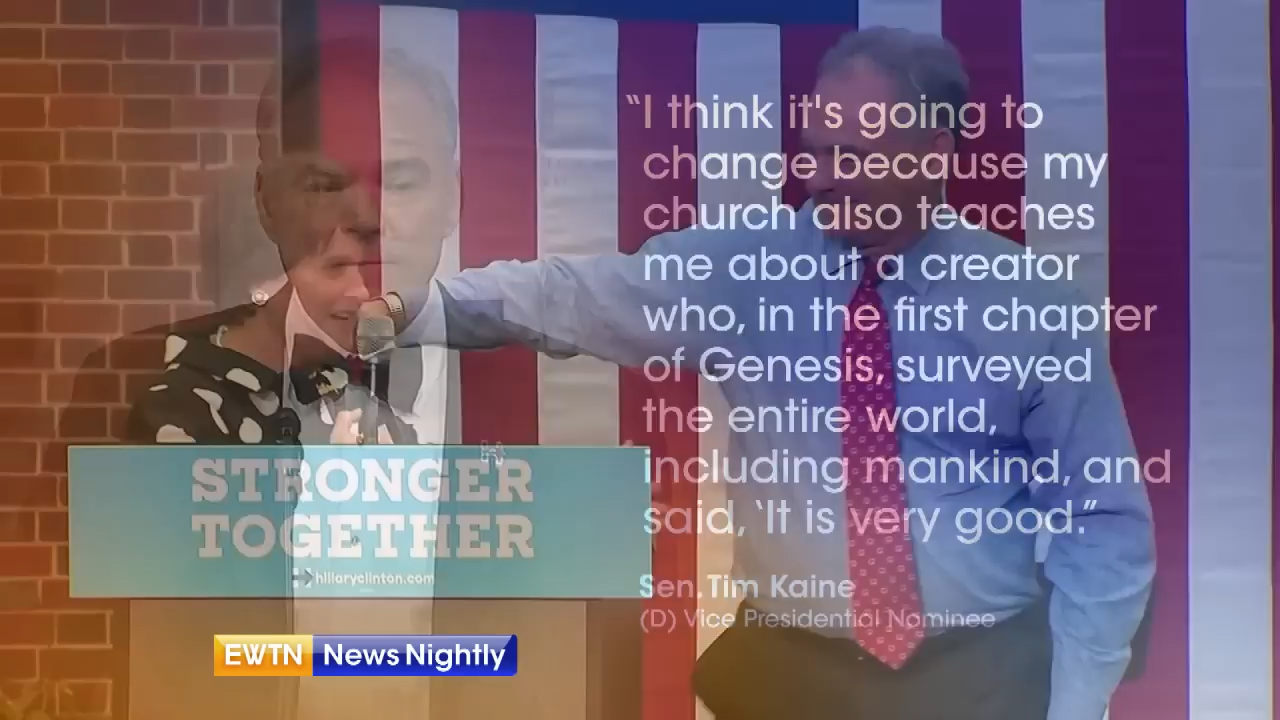 “I think it's going to
change because my
church also teaches
me about a creator
who, in the first chapter
of Genesis, surveyed
the entire world,
including mankind, and
said, ‘It is very good.”
Sen. Tim Kaine
(D) Vice Presidential Nominee
STRONGER
TOGETHER
hillaryclinton.com
EWTN News Nightly